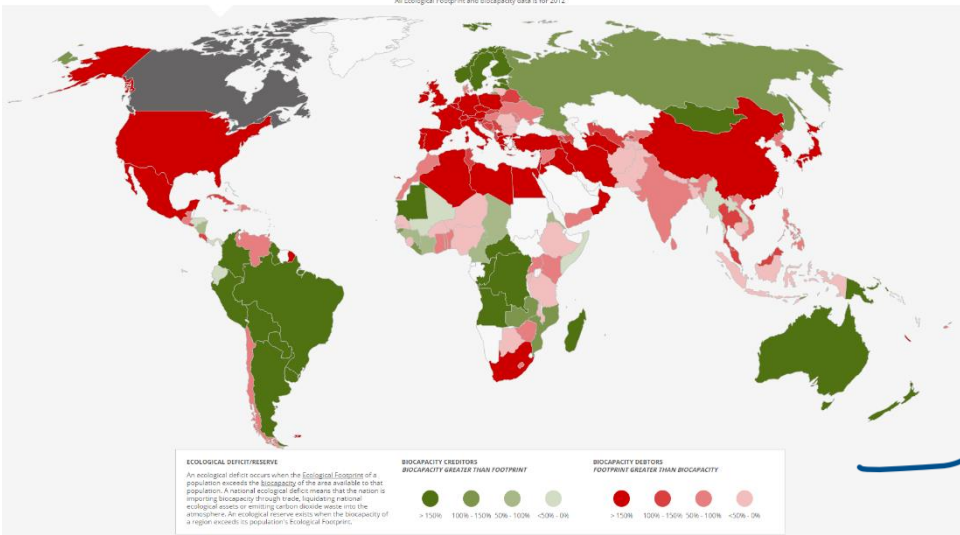 All Ecological Footprint and Biocapacity data is for 2012
ECOLOGICAL DEFICIT/RESERVE
An ecological deficit occurs when the Ecological Footprint of a
population exceeds the biocapacity of the area available to that
population. A national ecological deficit means that the nation is
importing biocapacity through trade, liquidating national
ecological assets or emitting carbon dioxide waste into the
atmosphere. An ecological reserve exists when the biocapacity of
a region exceeds its population's Ecological Footprint.
BIOCAPACITY CREDITORS
BIOCAPACITY GREATER THAN FOOTPRINT
> 150% 100% - 150% 50% - 100% <50% - 0%
BIOCAPACITY DEBTORS
FOOTPRINT GREATER THAN BIOCAPACITY
> 150% 100% - 150% 50% - 100% <50% - 0%